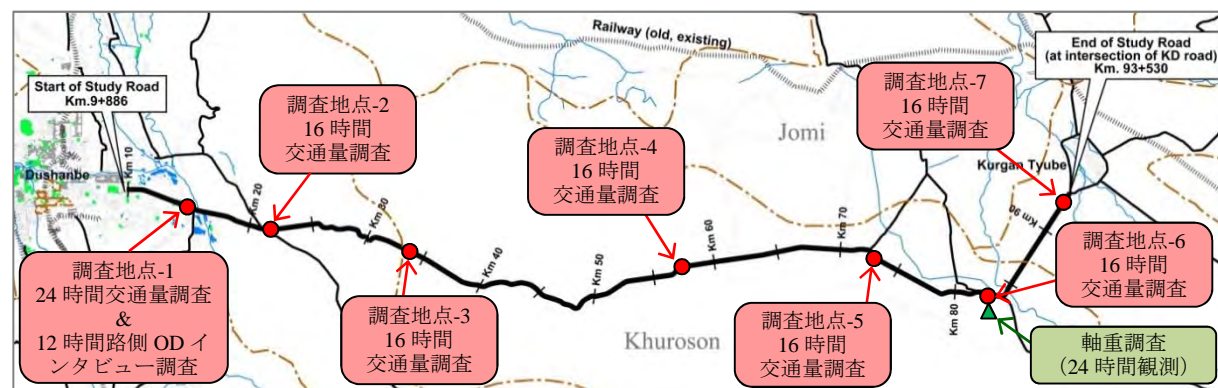 Railway (old, existing)
End of Study Road
(at intersection of KD road)
Km. 93+530
Start of Study Road
Km.9+886
調査地点-2
16 時間
交通量調査
調査地点-7
16 時間
交通量調査
調査地点-4
16 時間
交通量調査
Jomi
Kurgan Tyube
Dushanbe
Km 10
Km 20
Km 30
Km 40
Km 50
Km 60
Km 70
Km 80
Km 90
調査地点-1
24 時間交通量調査
&
12 時間路側 OD イ
ンタビュー調査
調査地点-3
16 時間
交通量調査
Khuroson
調査地点-5
16 時間
交通量調査
調査地点-6
16 時間
交通量調査
軸重調査
（24 時間観測）